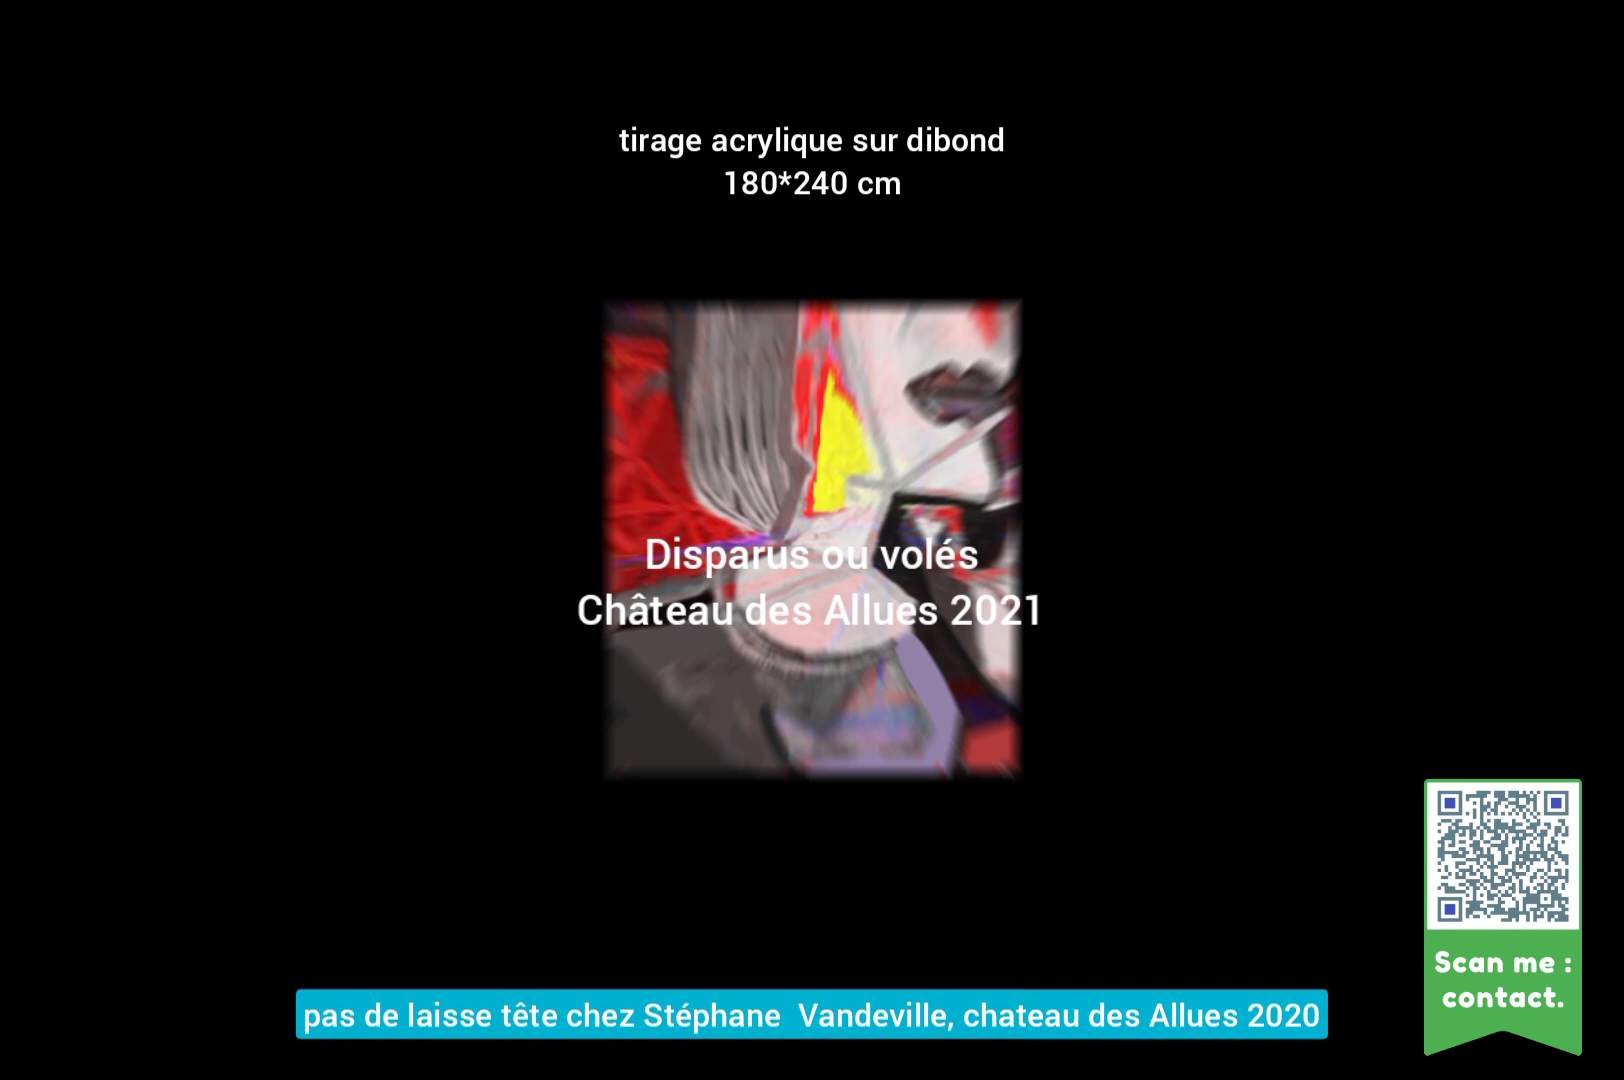 tirage acrylique sur dibond
180*240 cm
Disparus ou volés
Château des Allues 2021
pas de laisse tête chez Stéphane  Vandeville, chateau des Allues 2020
Scan me :
contact.